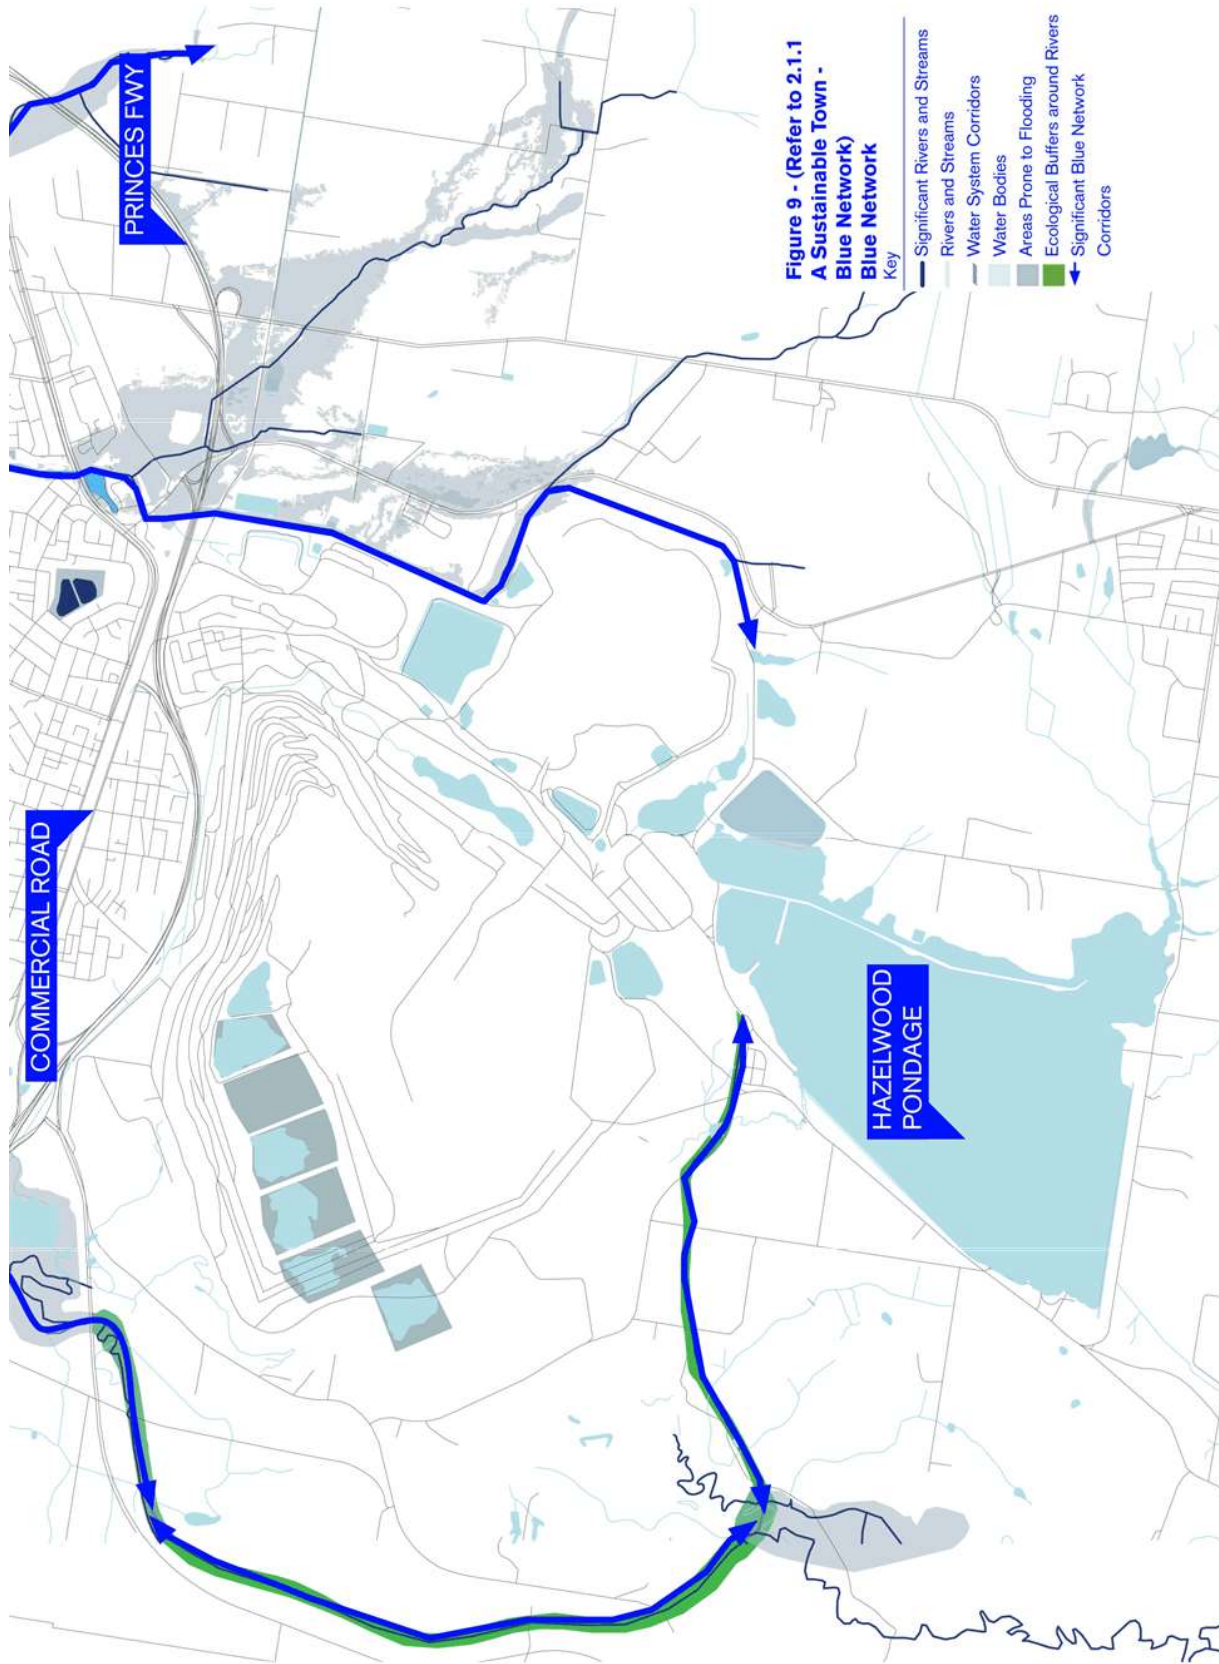 PRINCES FWY
COMMERCIAL ROAD
HAZELWOOD
PONDAGE
Figure 9 - (Refer to 2.1.1
A Sustainable Town -
Blue Network)
Blue Network
Key
Significant Rivers and Streams
Rivers and Streams
Water System Corridors
Water Bodies
Areas Prone to Flooding
Ecological Buffers around Rivers
Significant Blue Network
Corridors